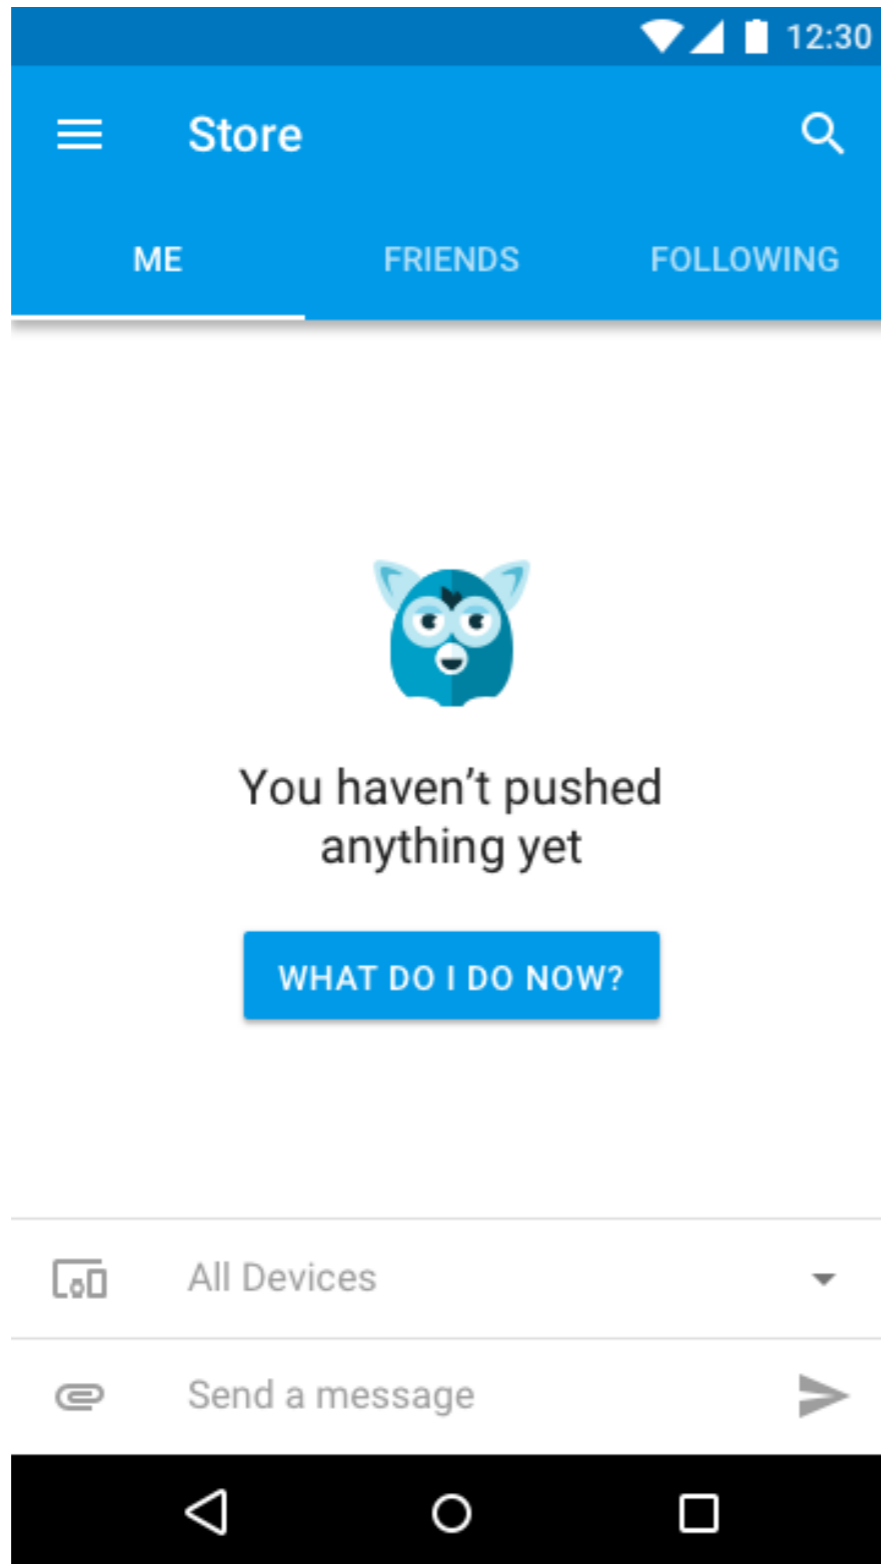 12:30
Store
ME FRIENDS FOLLOWING
You haven’t pushed
anything yet
WHAT DO I DO NOW?
All Devices
Send a message